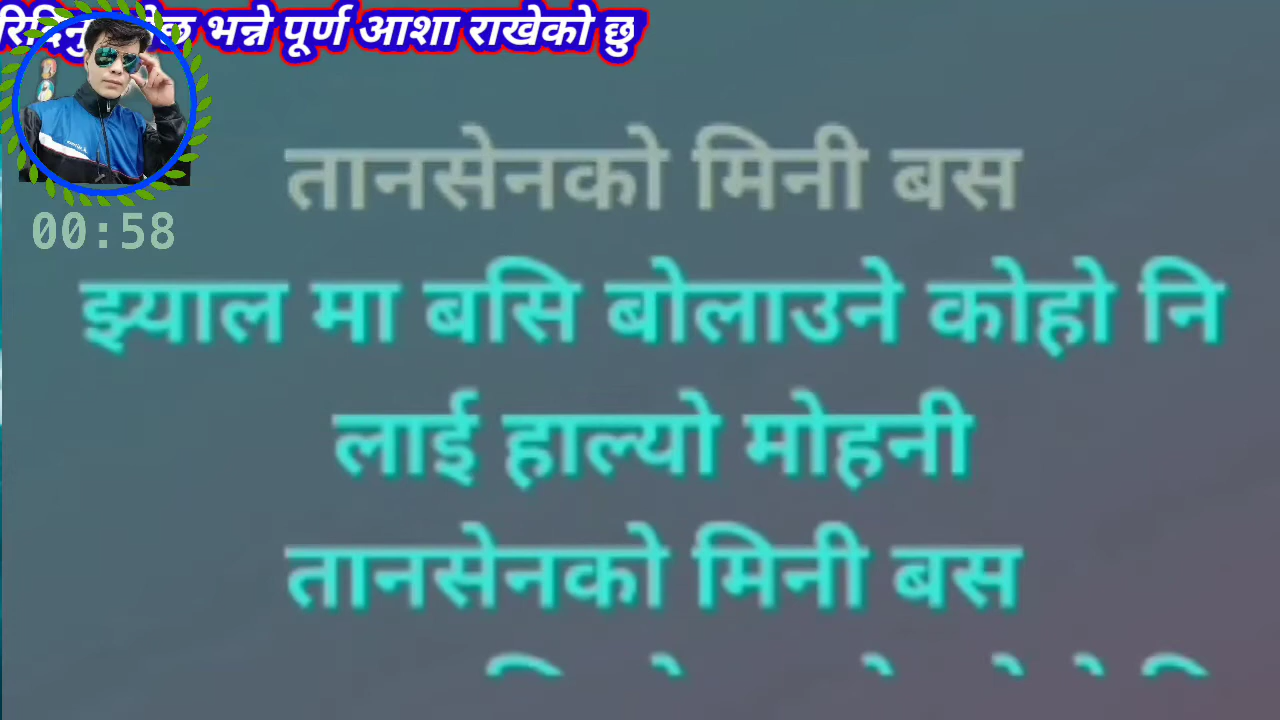 भन्ने पूर्ण आशा राखेको छु
00:58
तानसेनको मिनी बस
झ्याल मा बसि बोलाउने कोहो नि
लाई हाल्यो मोहनी
तानसेनको मिनी बस